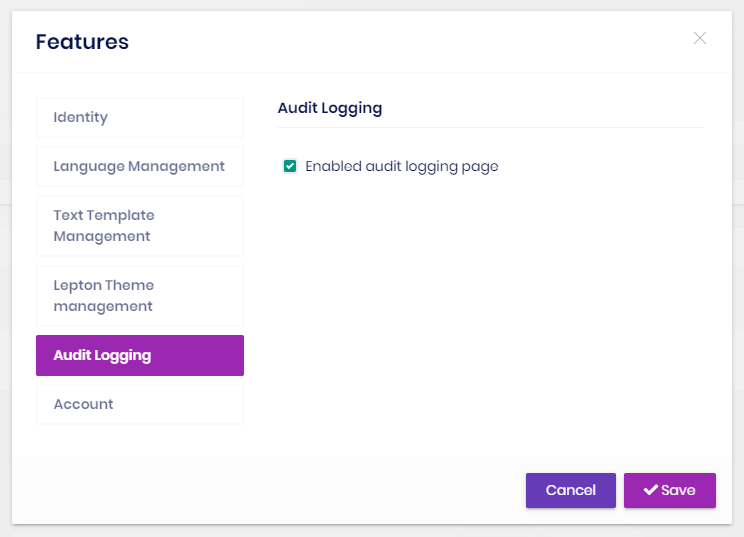 Features
Identity
Language Management
Text Template
Management
Lepton Theme
management
Audit Logging
Account
Audit Logging
Enabled audit logging page
Cancel
Save